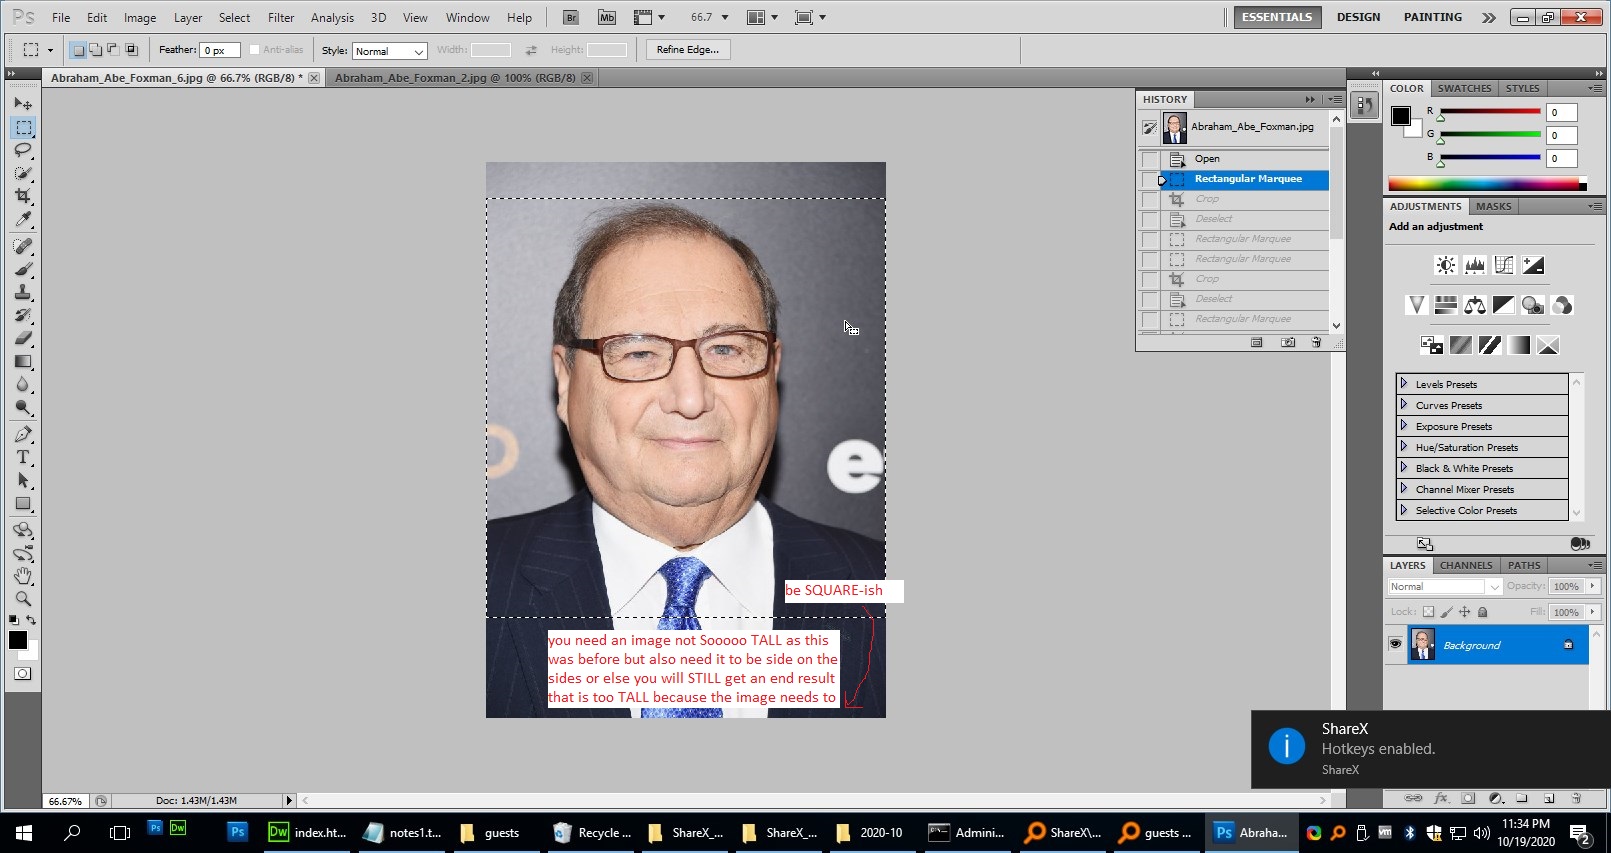 Ps File Edit Image Layer Select Filter Analysis 3D View Window Help Br Mb 66.7 ESSENTIALS DESIGN PAINTING
Feather: 0 px Anti-alias Style: Normal Width: Height: Refine Edge...
Abraham_Abe_Foxman_6.jpg @ 66.7% (RGB/8) * Abraham_Abe_Foxman_2.jpg @ 100% (RGB/8)
HISTORY
Abraham_Abe_Foxman.jpg
Open
Rectangular Marquee
Crop
Deselect
Rectangular Marquee
Rectangular Marquee
Crop
Deselect
Rectangular Marquee
COLOR SWATCHES STYLES
R 0
G 0
B 0
ADJUSTMENTS MASKS
Add an adjustment
Levels Presets
Curves Presets
Exposure Presets
Hue/Saturation Presets
Black & White Presets
Channel Mixer Presets
Selective Color Presets
LAYERS CHANNELS PATHS
Normal Opacity: 100%
Lock: Fill: 100%
Background
e
be SQUARE-ish
you need an image not Sooooo TALL as this
was before but also need it to be side on the
sides or else you will STILL get an end result
that is too TALL because the image needs to
ShareX
Hotkeys enabled.
ShareX
66.67% Doc: 1.43M/1.43M
Ps Dw Ps Dw index.ht... notes1.t... guests Recycle ... ShareX_... ShareX_... 2020-10 Admini... ShareX\... guests ... Ps Abraha... vm 11:34 PM
10/19/2020 2